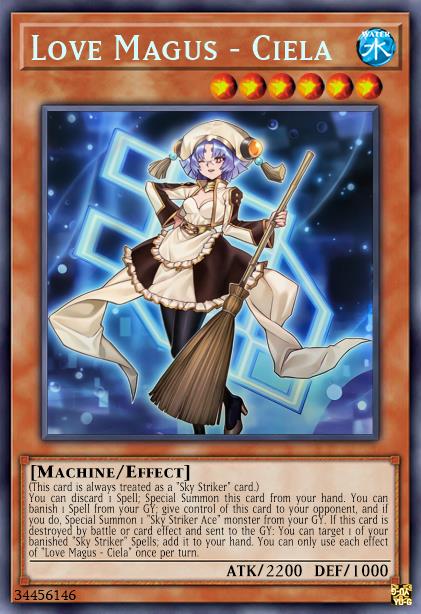 LOVE MAGUS - CIELA
WATER
水
[MACHINE/EFFECT]
(This card is always treated as a "Sky Striker" card.)
You can discard 1 Spell; Special Summon this card from your hand. You can
banish 1 Spell from your GY; give control of this card to your opponent, and if
you do, Special Summon 1 "Sky Striker Ace" monster from your GY. If this card is
destroyed by battle or card effect and sent to the GY: You can target 1 of your
banished "Sky Striker" Spells; add it to your hand. You can only use each effect
of "Love Magus - Ciela" once per turn.
ATK/2200 DEF/1000
34456146